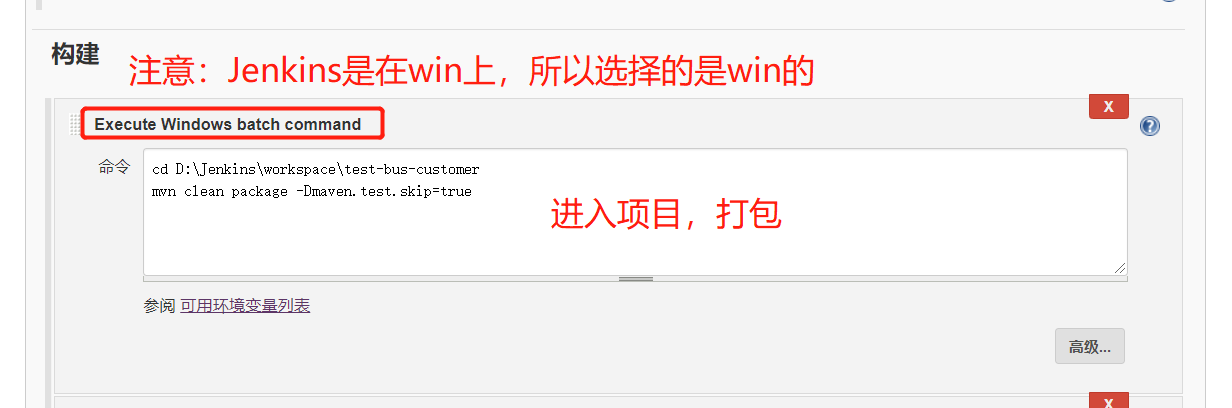 构建
注意：Jenkins是在win上，所以选择的是win的
X
Execute Windows batch command
命令
cd D:\Jenkins\workspace\test-bus-customer
mvn clean package -Dmaven.test.skip=true
进入项目，打包
参阅 可用环境变量列表
高级...
X